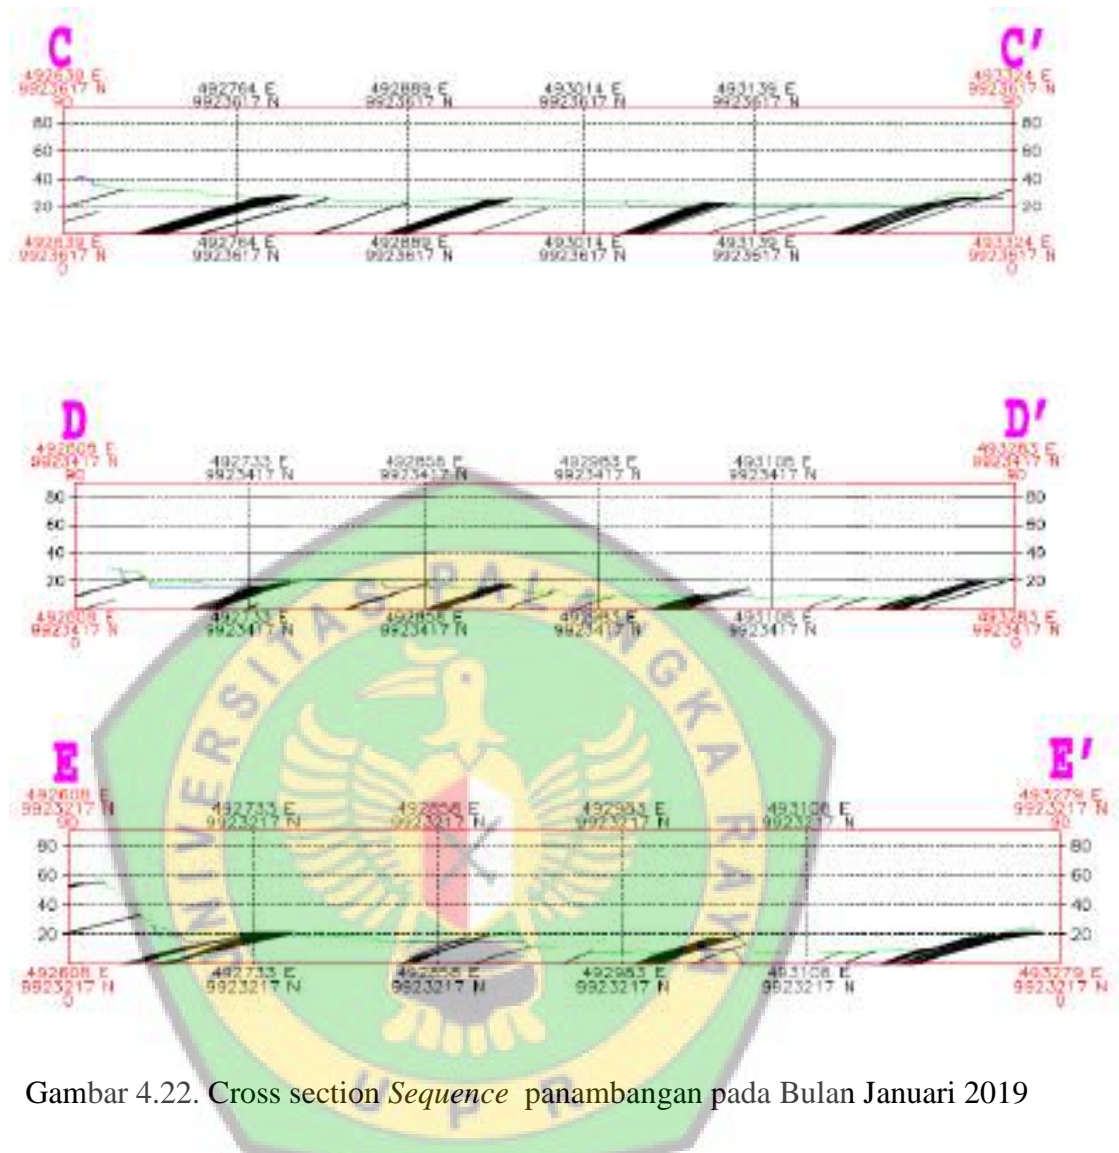 C C'
492639 E 492764 E 492889 E 493014 E 493139 E 493324 E
9923617 N 9923617 N 9923617 N 9923617 N 9923617 N 9923617 N
90 90
80 80
60 60
40 40
20 20
492639 E 492764 E 492889 E 493014 E 493139 E 493324 E
9923617 N 9923617 N 9923617 N 9923617 N 9923617 N 9923617 N
0 0
D D'
492608 E 492733 E 492858 E 492983 E 493108 E 493283 E
9923417 N 9923417 N 9923417 N 9923417 N 9923417 N 9923417 N
90 90
80 80
60 60
40 40
20 20
492608 E 492733 E 492858 E 492983 E 493108 E 493283 E
9923417 N 9923417 N 9923417 N 9923417 N 9923417 N 9923417 N
0 0
E E'
492608 E 492733 E 492858 E 492983 E 493108 E 493279 E
9923217 N 9923217 N 9923217 N 9923217 N 9923217 N 9923217 N
90 90
80 80
60 60
40 40
20 20
492608 E 492733 E 492858 E 492983 E 493108 E 493279 E
9923217 N 9923217 N 9923217 N 9923217 N 9923217 N 9923217 N
0 0
UNIVERSITAS PALANGKA RAYA
U P R
Gambar 4.22. Cross section Sequence panambangan pada Bulan Januari 2019